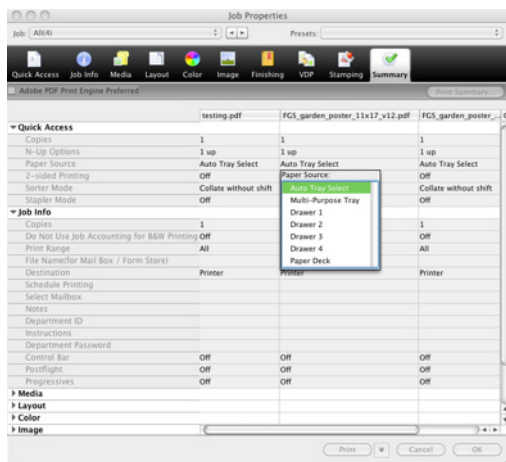 Job Properties
Job: All(4) Presets:
Quick Access Job Info Media Layout Color Image Finishing VDP Stamping Summary
Adobe PDF Print Engine Preferred Print Summary...
testing.pdf FGS_garden_poster_11x17_v12.pdf FGS_garden_poster_...
Quick Access
Copies 1 1 1
N-Up Options 1 up 1 up 1 up
Paper Source Auto Tray Select Auto Tray Select Auto Tray Select
2-sided Printing Off Paper Source: Off
Sorter Mode Collate without shift Auto Tray Select Collate without shift
Stapler Mode Off Multi-Purpose Tray Off
Job Info Drawer 1
Copies 1 Drawer 2 1
Do Not Use Job Accounting for B&W Printing Off Drawer 3 Off
Print Range All Drawer 4 All
File Name(for Mail Box / Form Store) Paper Deck
Destination Printer Printer Printer
Schedule Printing
Select Mailbox
Notes
Department ID
Instructions
Department Password
Control Bar Off Off Off
Postflight Off Off Off
Progressives Off Off Off
Media
Layout
Color
Image
Print Cancel OK